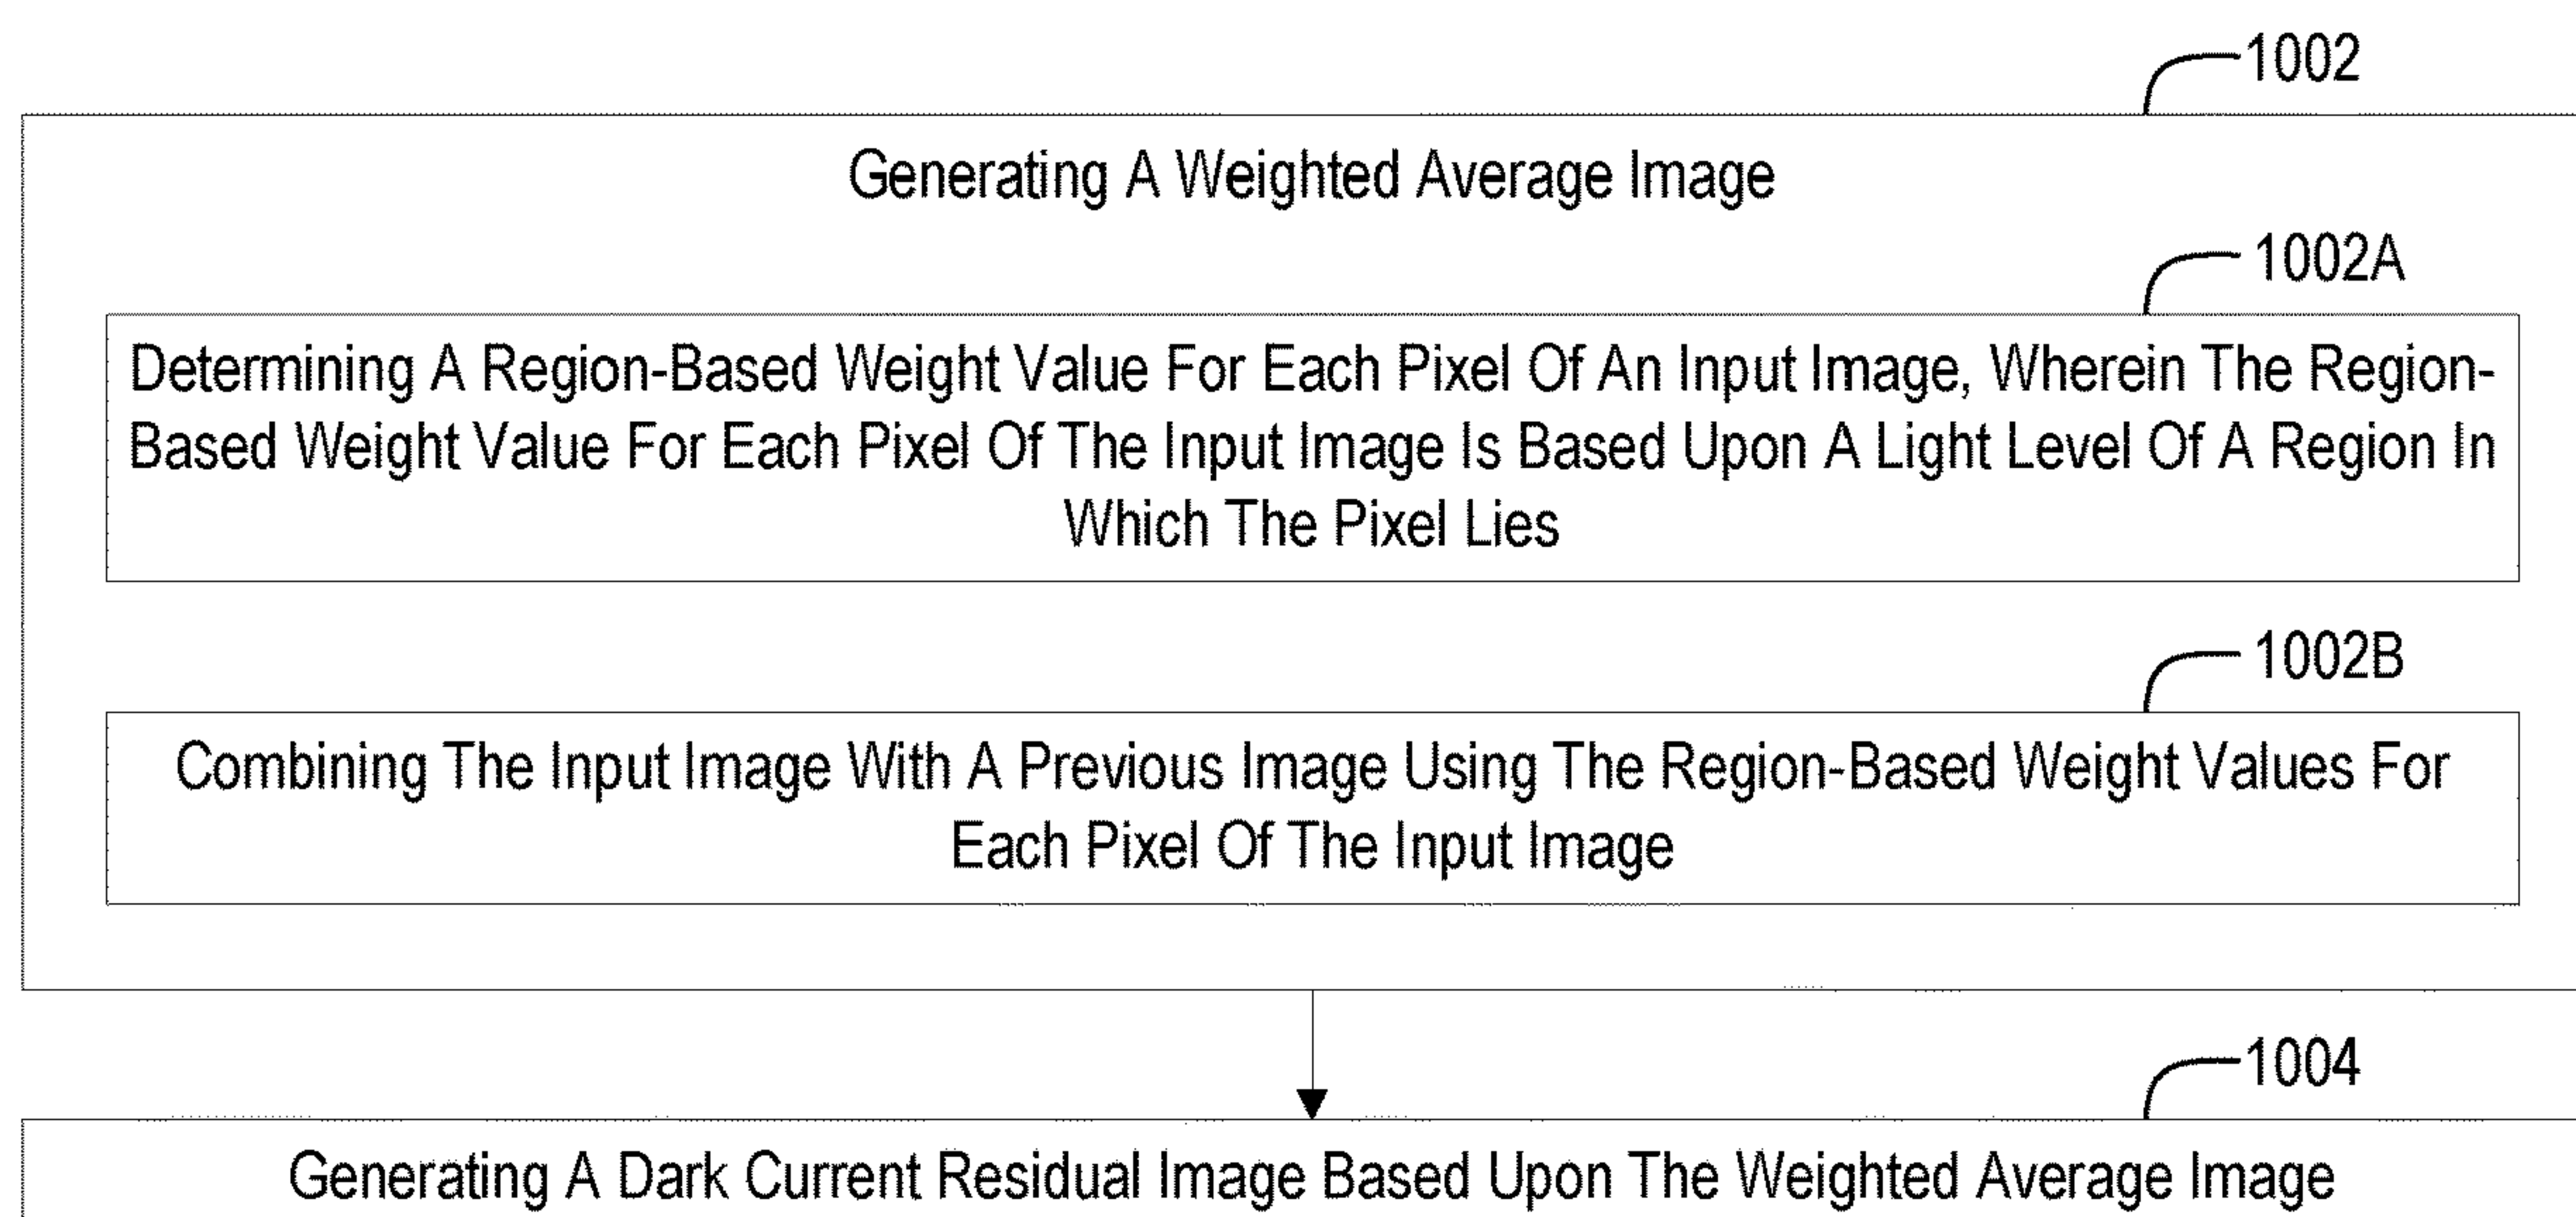 1002
Generating A Weighted Average Image
1002A
Determining A Region-Based Weight Value For Each Pixel Of An Input Image, Wherein The Region-
Based Weight Value For Each Pixel Of The Input Image Is Based Upon A Light Level Of A Region In
Which The Pixel Lies
1002B
Combining The Input Image With A Previous Image Using The Region-Based Weight Values For
Each Pixel Of The Input Image
1004
Generating A Dark Current Residual Image Based Upon The Weighted Average Image